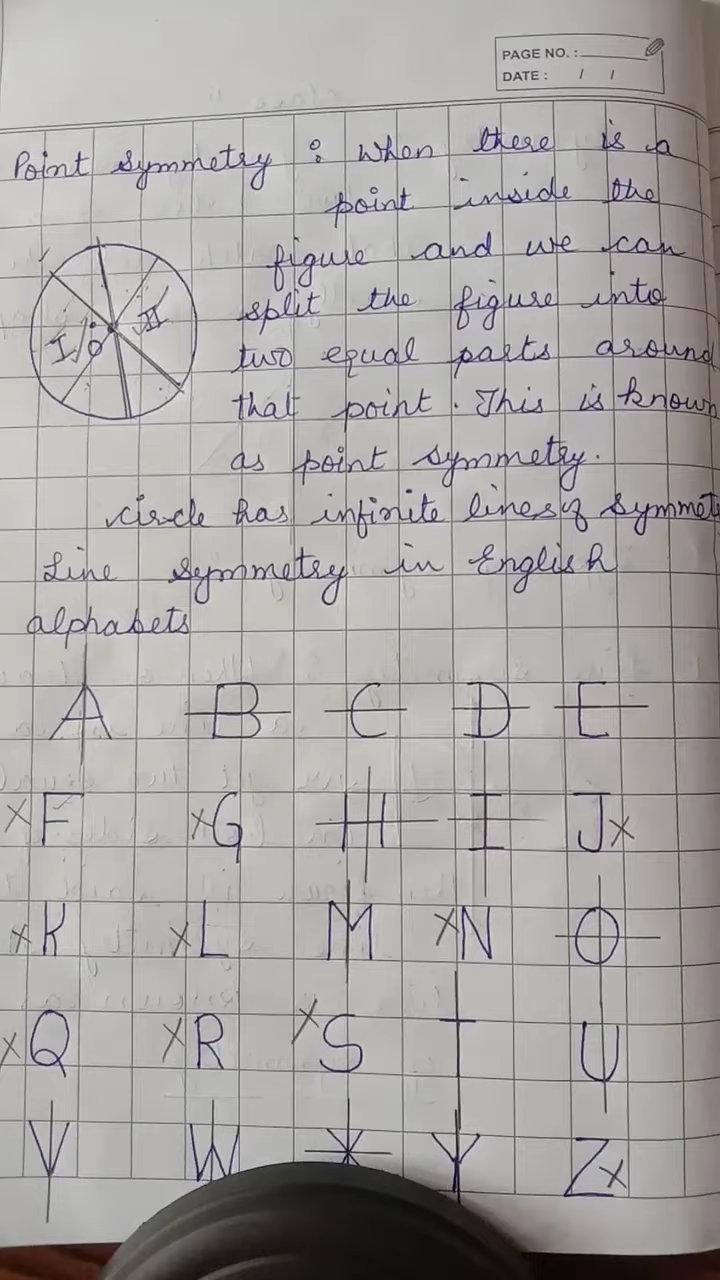 PAGE NO. :
DATE : / /
Point Symmetry : When there is a
point inside the
figure and we can
split the figure into
two equal parts around
that point. This is known
as point symmetry.
I O II
circle has infinite lines of symmet
Line symmetry in English
alphabets
A B C D E
x F x G H I J x
x K x L M x N O
x Q x R x S T U
V W X Y Z x